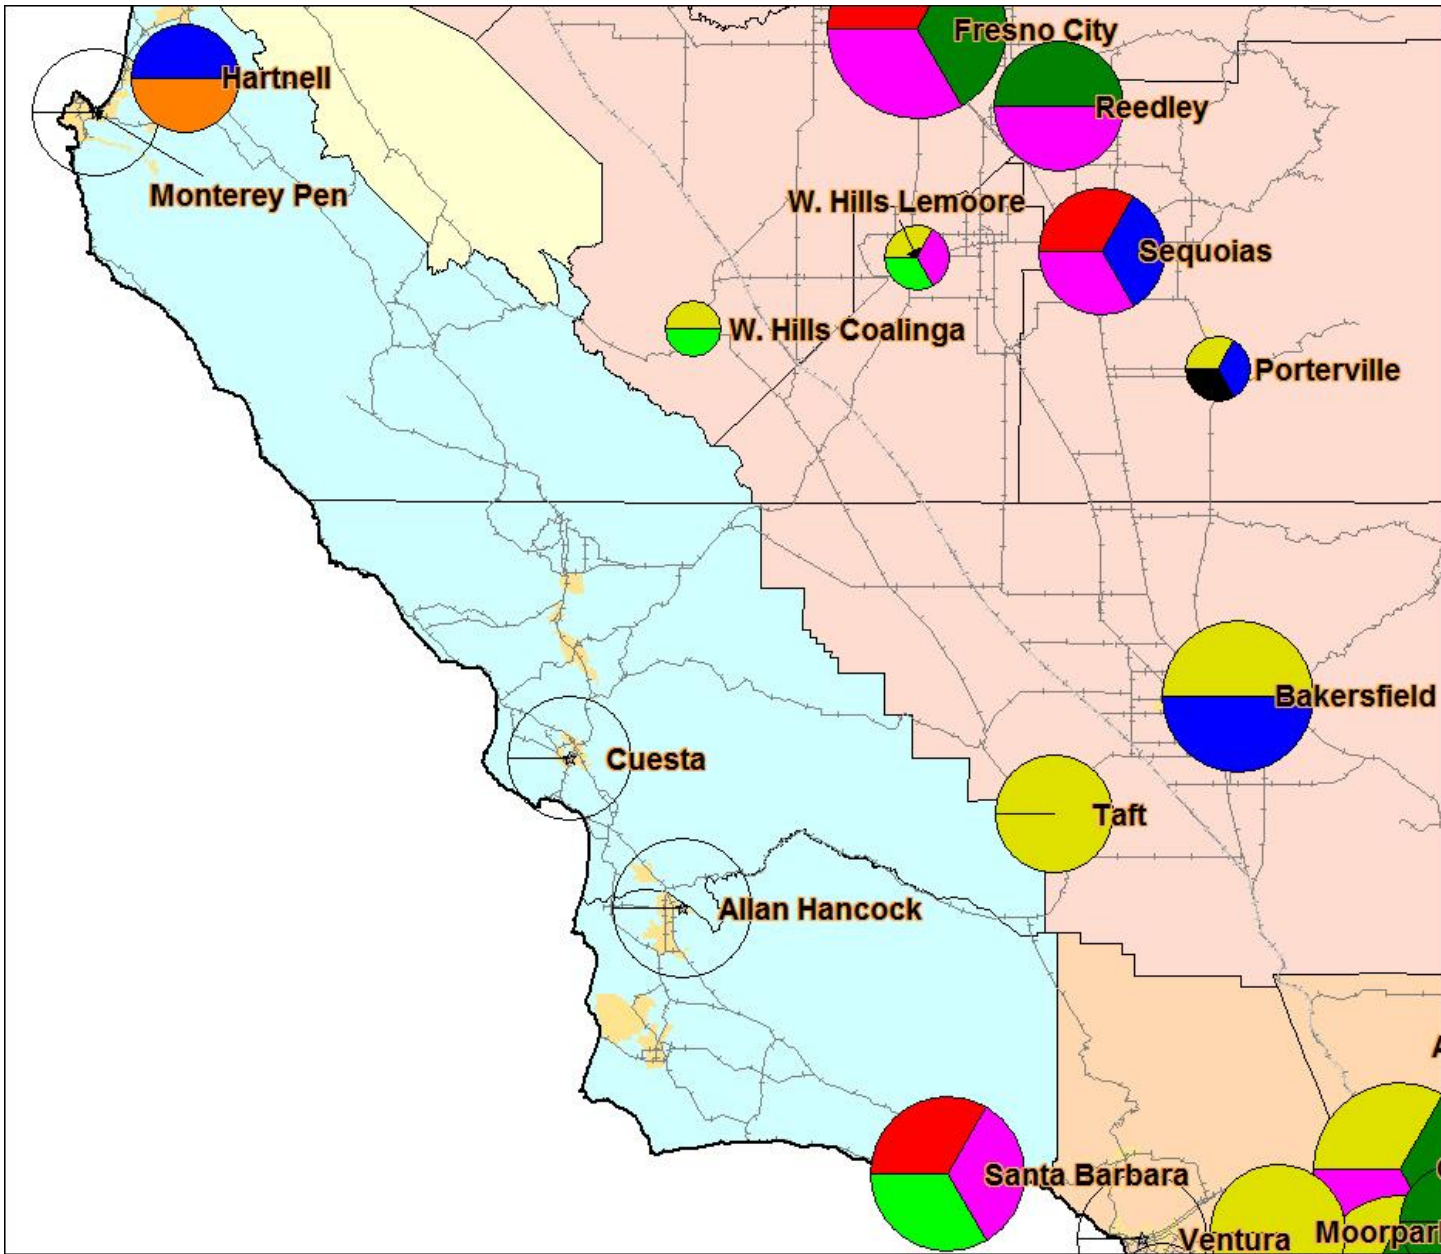 Fresno City
Hartnell
Reedley
Monterey Pen
W. Hills Lemoore
Sequoias
W. Hills Coalinga
Porterville
Bakersfield
Cuesta
Taft
Allan Hancock
Santa Barbara
Ventura
Moorpar